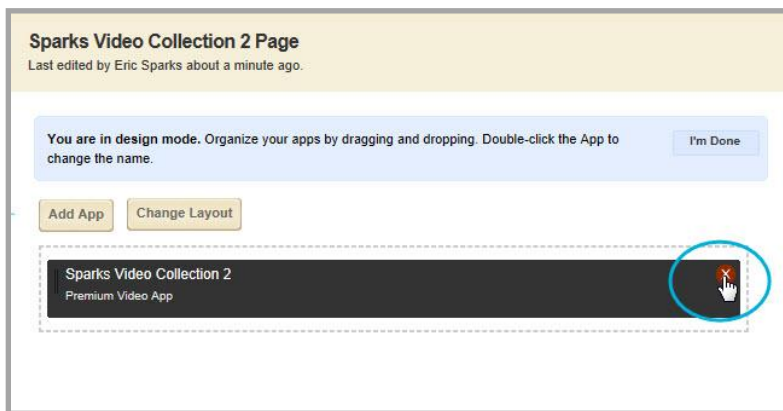 Sparks Video Collection 2 Page
Last edited by Eric Sparks about a minute ago.
You are in design mode. Organize your apps by dragging and dropping. Double-click the App to
change the name.
I'm Done
Add App
Change Layout
Sparks Video Collection 2
Premium Video App
X